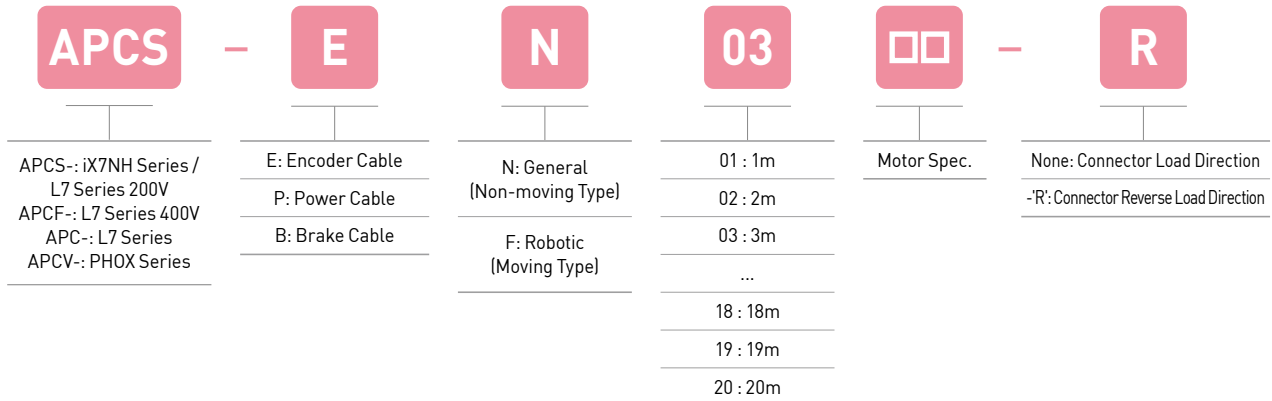 APCS - E N 03 □□ - R
APCS-: iX7NH Series /
L7 Series 200V
APCF-: L7 Series 400V
APC-: L7 Series
APCV-: PHOX Series
E: Encoder Cable
P: Power Cable
B: Brake Cable
N: General
(Non-moving Type)
F: Robotic
(Moving Type)
01 : 1m
02 : 2m
03 : 3m
...
18 : 18m
19 : 19m
20 : 20m
Motor Spec.
None: Connector Load Direction
-'R': Connector Reverse Load Direction